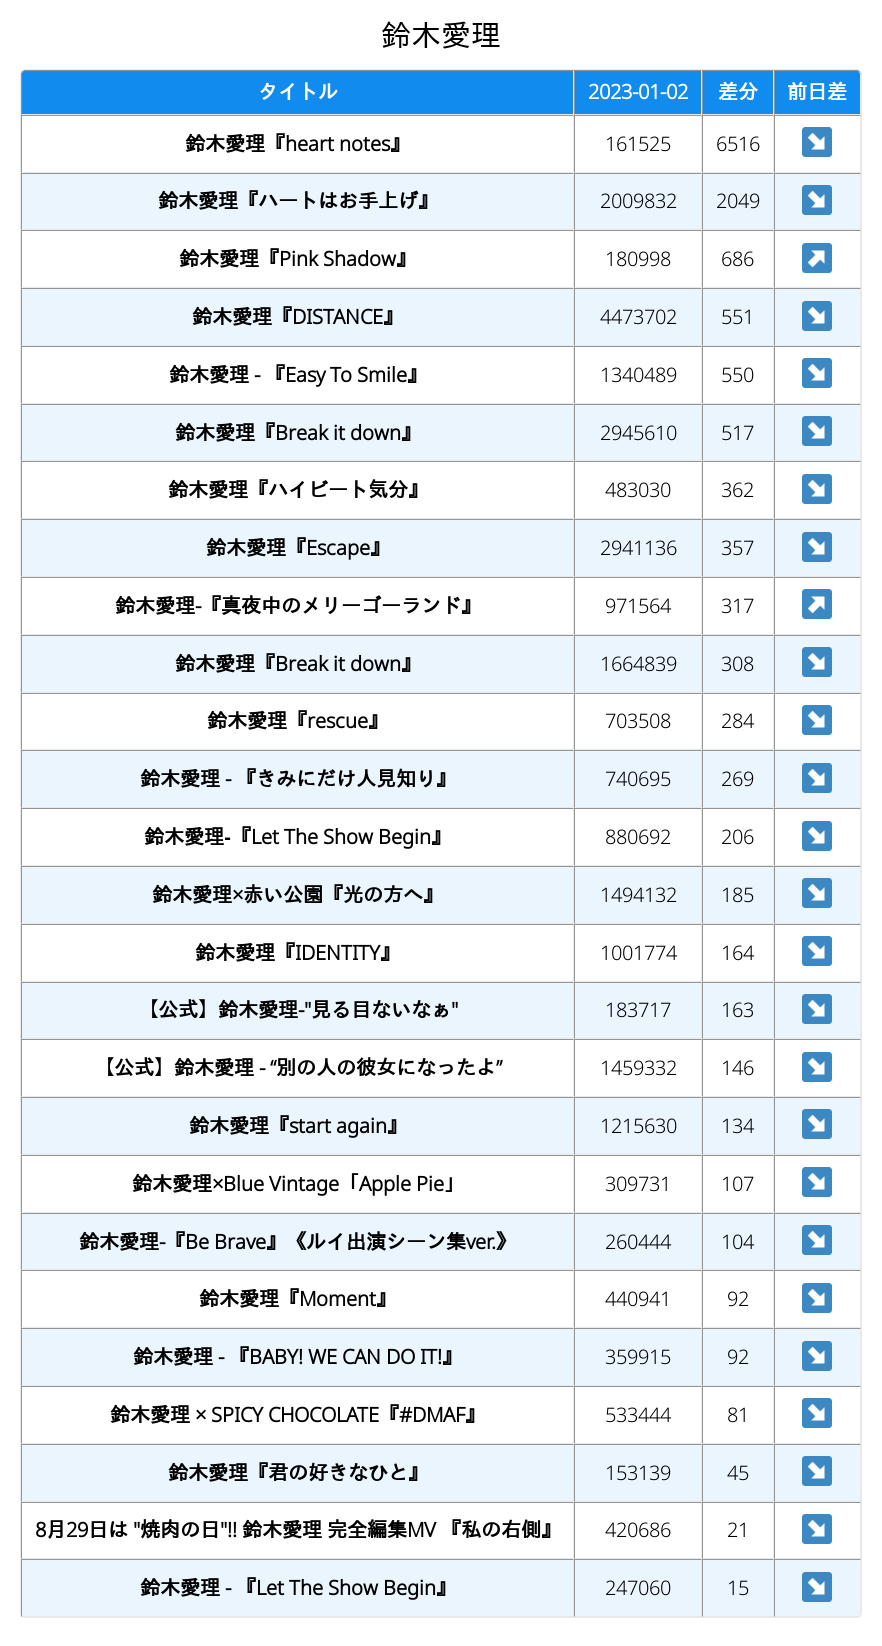 鈴木愛理
タイトル 2023-01-02 差分 前日差
鈴木愛理『heart notes』 161525 6516 ↘
鈴木愛理『ハートはお手上げ』 2009832 2049 ↘
鈴木愛理『Pink Shadow』 180998 686 ↗
鈴木愛理『DISTANCE』 4473702 551 ↘
鈴木愛理 - 『Easy To Smile』 1340489 550 ↘
鈴木愛理『Break it down』 2945610 517 ↘
鈴木愛理『ハイビート気分』 483030 362 ↘
鈴木愛理『Escape』 2941136 357 ↘
鈴木愛理-『真夜中のメリーゴーランド』 971564 317 ↗
鈴木愛理『Break it down』 1664839 308 ↘
鈴木愛理『rescue』 703508 284 ↘
鈴木愛理 - 『きみにだけ人見知り』 740695 269 ↘
鈴木愛理-『Let The Show Begin』 880692 206 ↘
鈴木愛理×赤い公園『光の方へ』 1494132 185 ↘
鈴木愛理『IDENTITY』 1001774 164 ↘
【公式】鈴木愛理-"見る目ないなぁ" 183717 163 ↘
【公式】鈴木愛理 - “別の人の彼女になったよ” 1459332 146 ↘
鈴木愛理『start again』 1215630 134 ↘
鈴木愛理×Blue Vintage「Apple Pie」 309731 107 ↘
鈴木愛理-『Be Brave』《ルイ出演シーン集ver.》 260444 104 ↘
鈴木愛理『Moment』 440941 92 ↘
鈴木愛理 - 『BABY! WE CAN DO IT!』 359915 92 ↘
鈴木愛理 × SPICY CHOCOLATE『#DMAF』 533444 81 ↘
鈴木愛理『君の好きなひと』 153139 45 ↘
8月29日は "焼肉の日"!! 鈴木愛理 完全編集MV 『私の右側』 420686 21 ↘
鈴木愛理 - 『Let The Show Begin』 247060 15 ↘